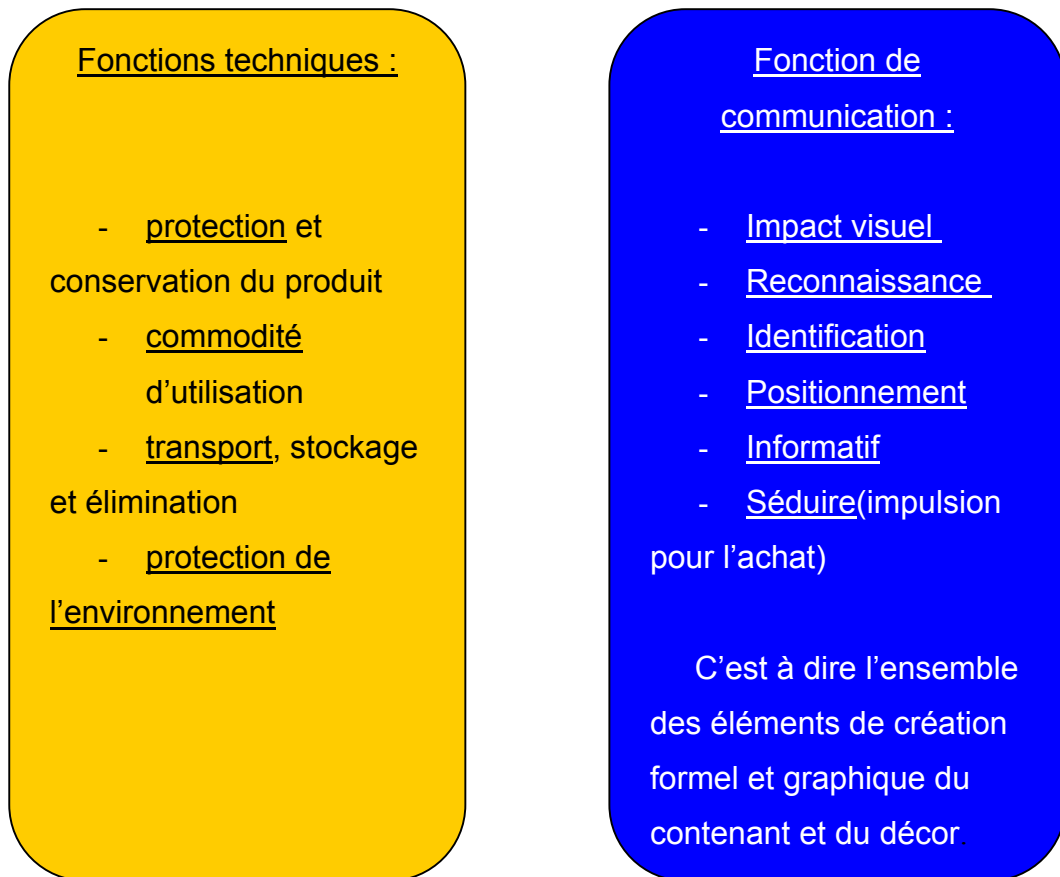 Fonctions techniques :
- protection et
conservation du produit
- commodité
d’utilisation
- transport, stockage
et élimination
- protection de
l’environnement
Fonction de
communication :
- Impact visuel
- Reconnaissance
- Identification
- Positionnement
- Informatif
- Séduire(impulsion
pour l’achat)
C’est à dire l’ensemble
des éléments de création
formel et graphique du
contenant et du décor.